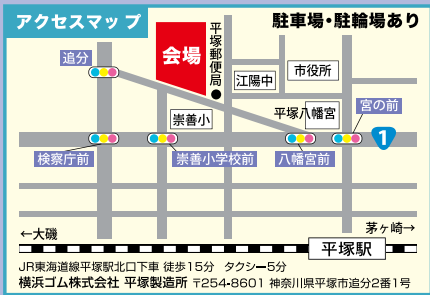 アクセスマップ
駐車場・駐輪場あり
追分
会場
平塚郵便局
江陽中
市役所
崇善小
平塚八幡宮
宮の前
検察庁前
崇善小学校前
八幡宮前
1
←大磯
茅ヶ崎→
平塚駅
JR東海道線平塚駅北口下車 徒歩15分 タクシー5分
横浜ゴム株式会社 平塚製造所 〒254-8601 神奈川県平塚市追分2番1号